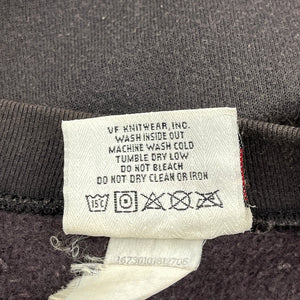 VF KNITWEAR, INC.
WASH INSIDE OUT
MACHINE WASH COLD
TUMBLE DRY LOW
DO NOT BLEACH
DO NOT DRY CLEAN OR IRON